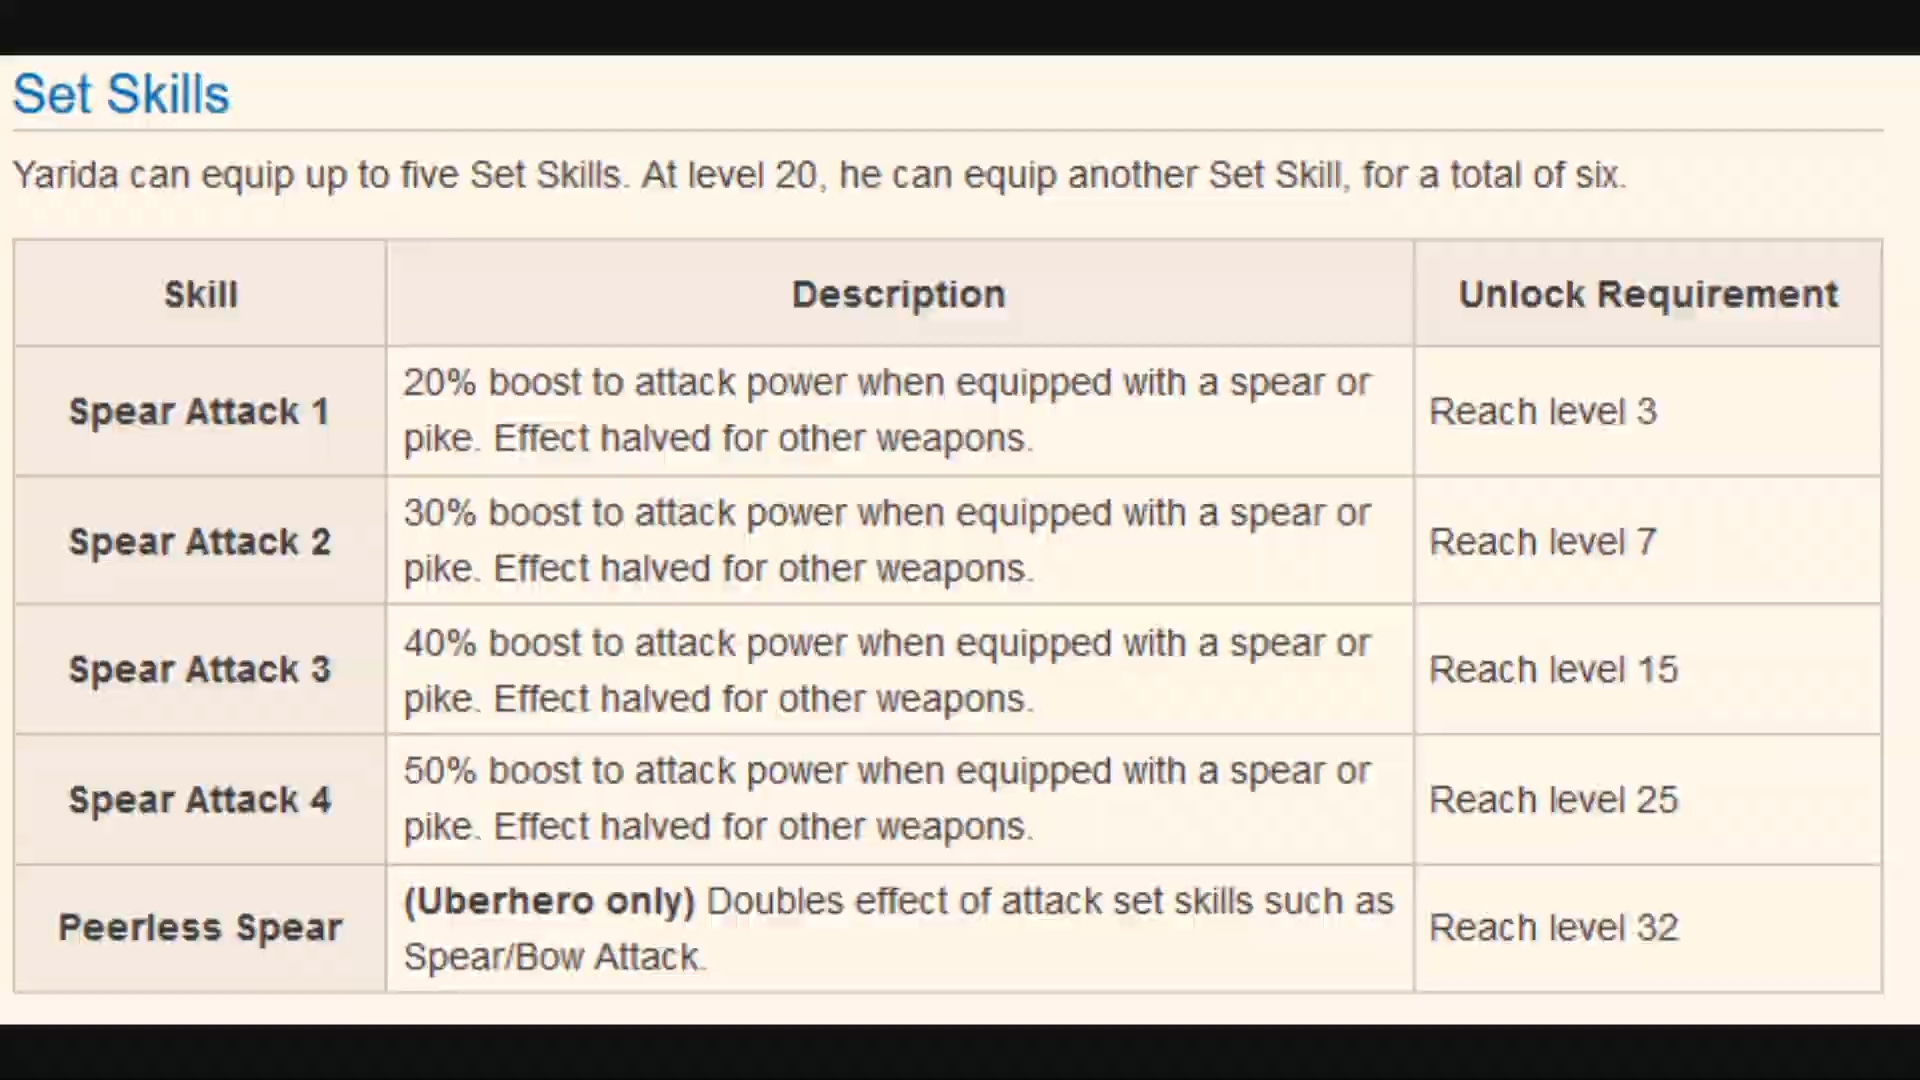 Set Skills
Yarida can equip up to five Set Skills. At level 20, he can equip another Set Skill, for a total of six.
Skill Description Unlock Requirement
Spear Attack 1
20% boost to attack power when equipped with a spear or
pike. Effect halved for other weapons.
Reach level 3
Spear Attack 2
30% boost to attack power when equipped with a spear or
pike. Effect halved for other weapons.
Reach level 7
Spear Attack 3
40% boost to attack power when equipped with a spear or
pike. Effect halved for other weapons.
Reach level 15
Spear Attack 4
50% boost to attack power when equipped with a spear or
pike. Effect halved for other weapons.
Reach level 25
Peerless Spear
(Uberhero only) Doubles effect of attack set skills such as
Spear/Bow Attack.
Reach level 32